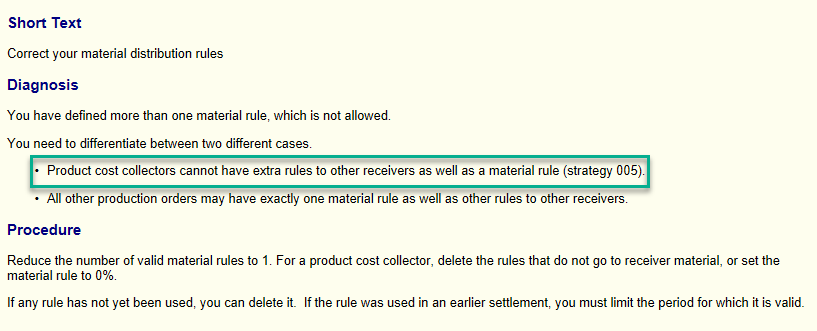 Short Text
Correct your material distribution rules
Diagnosis
You have defined more than one material rule, which is not allowed.
You need to differentiate between two different cases.
• Product cost collectors cannot have extra rules to other receivers as well as a material rule (strategy 005).
• All other production orders may have exactly one material rule as well as other rules to other receivers.
Procedure
Reduce the number of valid material rules to 1. For a product cost collector, delete the rules that do not go to receiver material, or set the
material rule to 0%.
If any rule has not yet been used, you can delete it.  If the rule was used in an earlier settlement, you must limit the period for which it is valid.